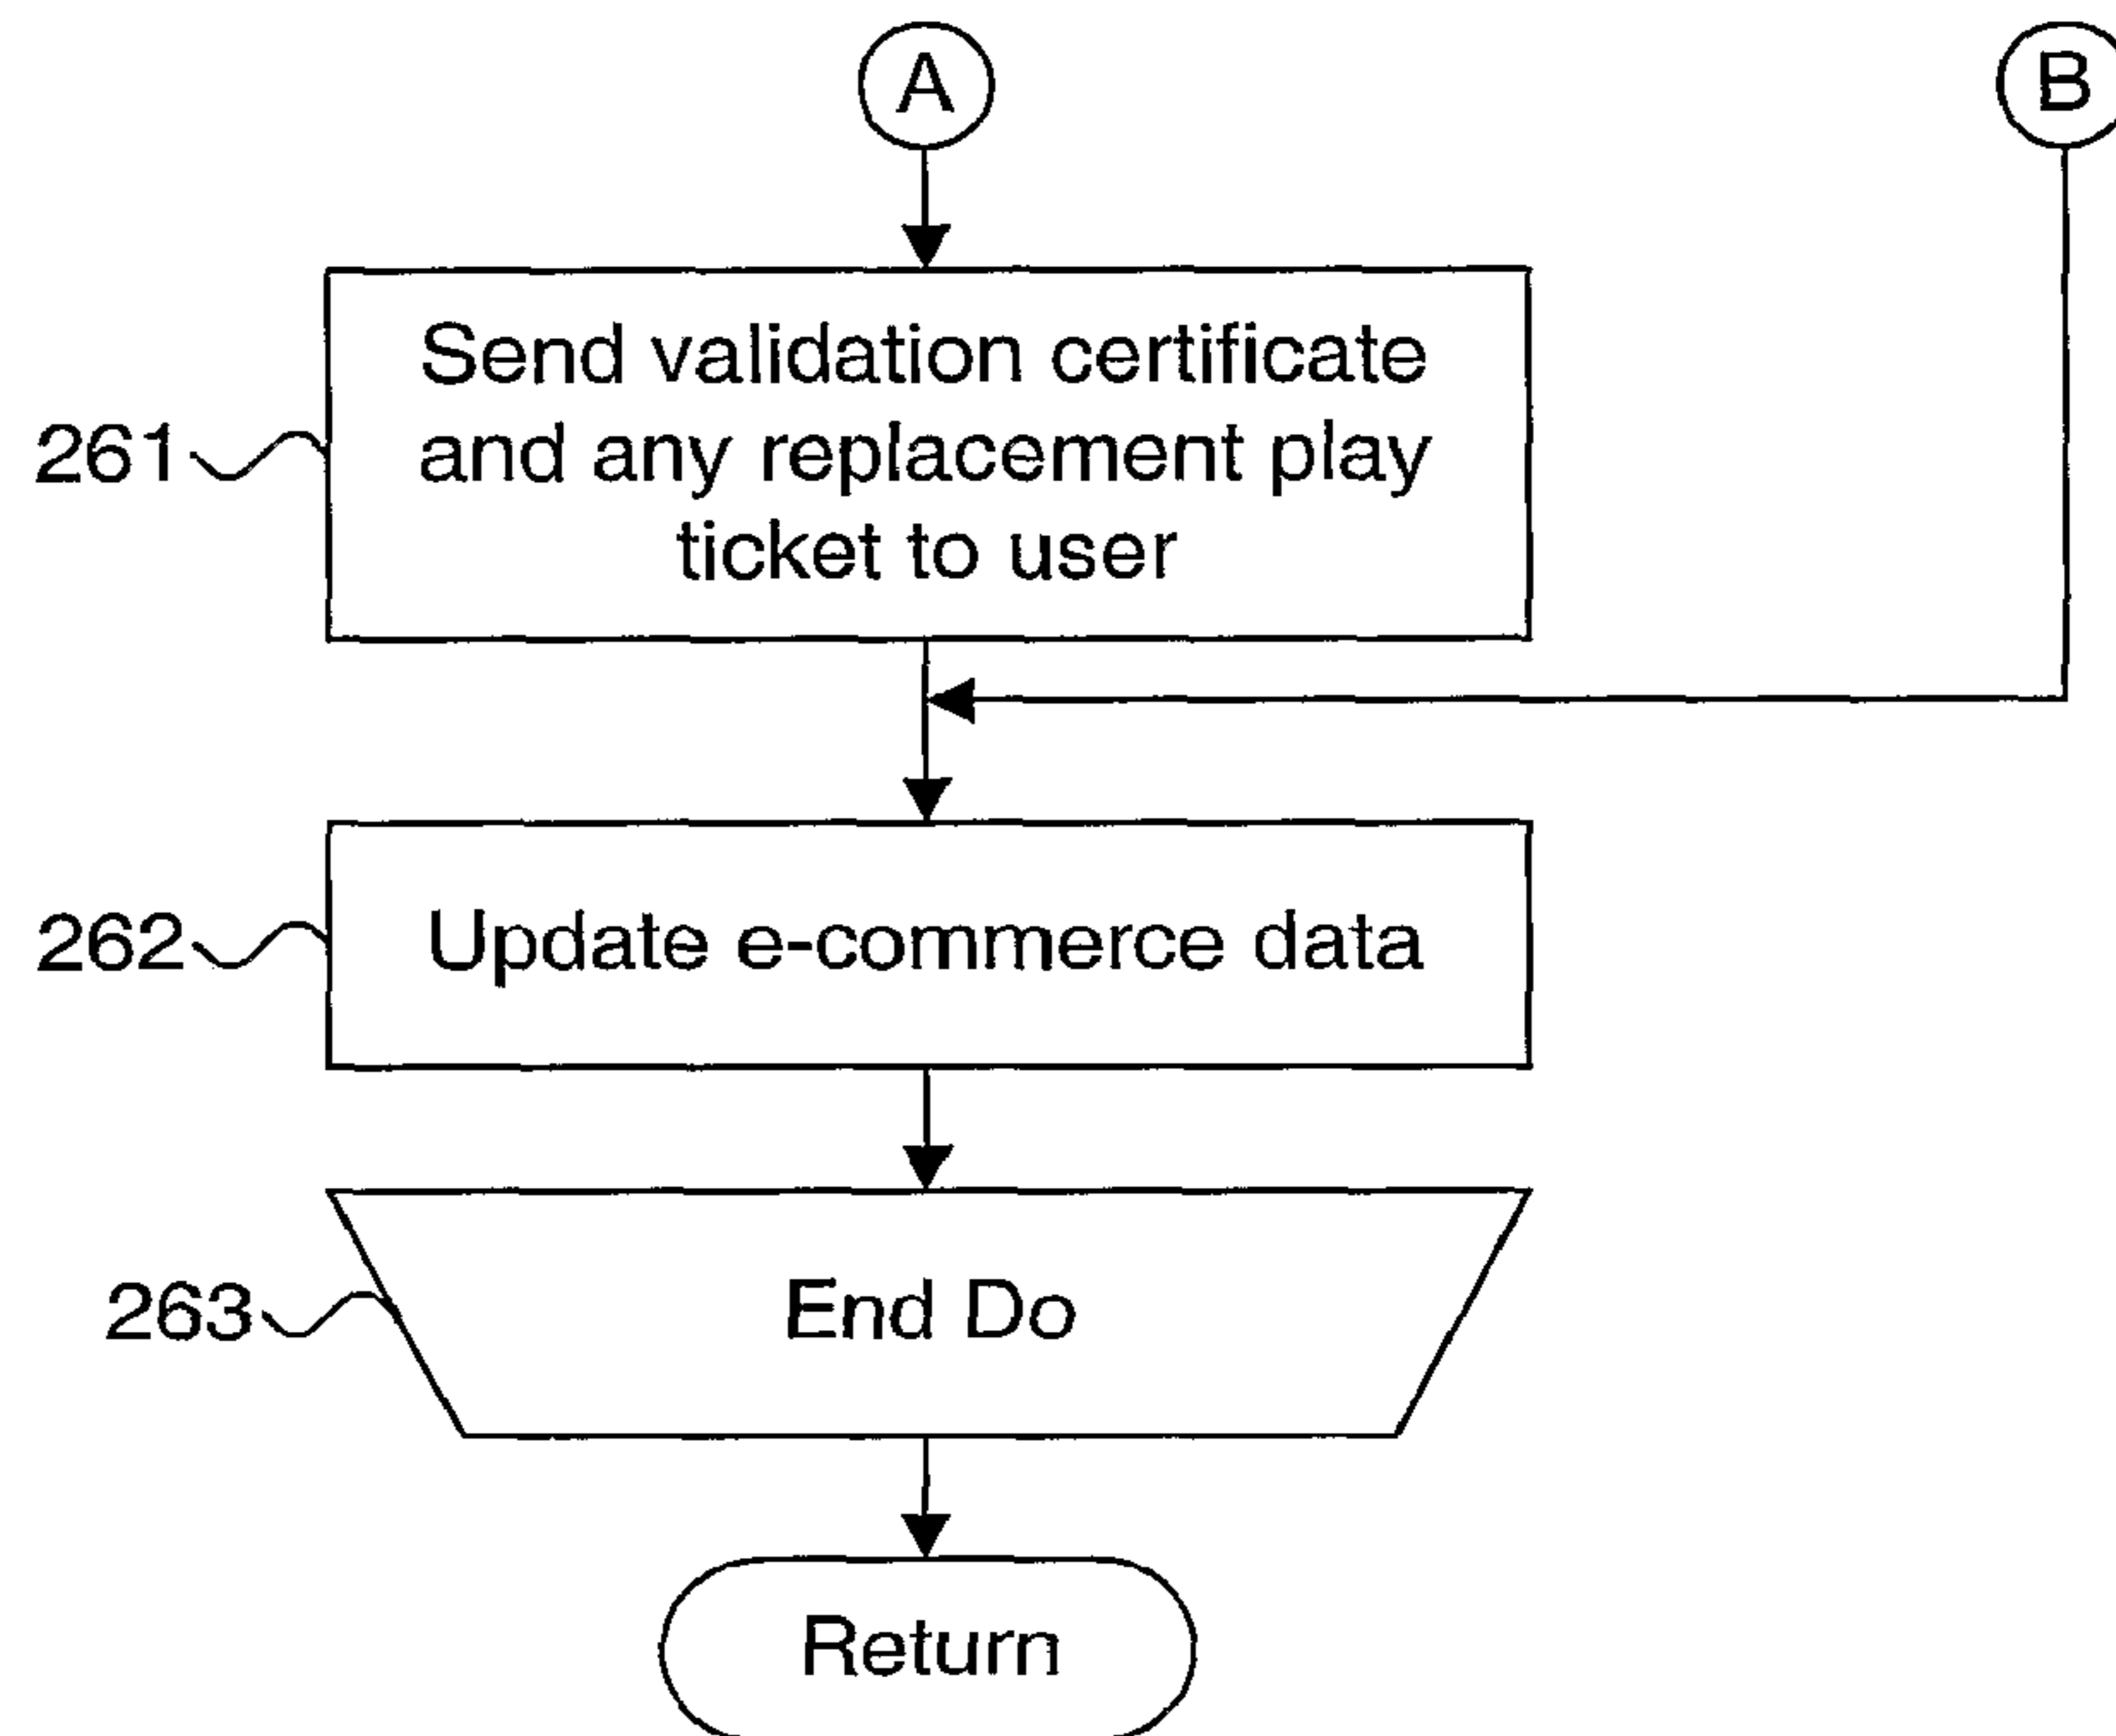 A
B
Send validation certificate
and any replacement play
ticket to user
261
262
Update e-commerce data
263
End Do
Return